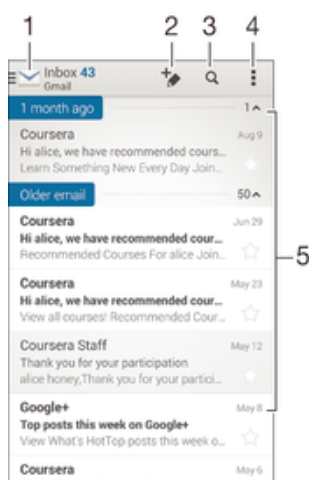 1 2 3 4
Inbox 43
Gmail
1 month ago 1
Coursera Aug 9
Hi alice, we have recommended cours...
Learn Something New Every Day Join...
Older email 50
Coursera Jun 29
Hi alice, we have recommended cour...
Recommended Courses For alice Join...
5
Coursera May 23
Hi alice, we have recommended cour...
View all courses! Recommended Cour...
Coursera Staff May 12
Thank you for your participation
alice honey,Thank you for your partici...
Google+ May 8
Top posts this week on Google+
View What's HotTop posts this week o...
Coursera May 6